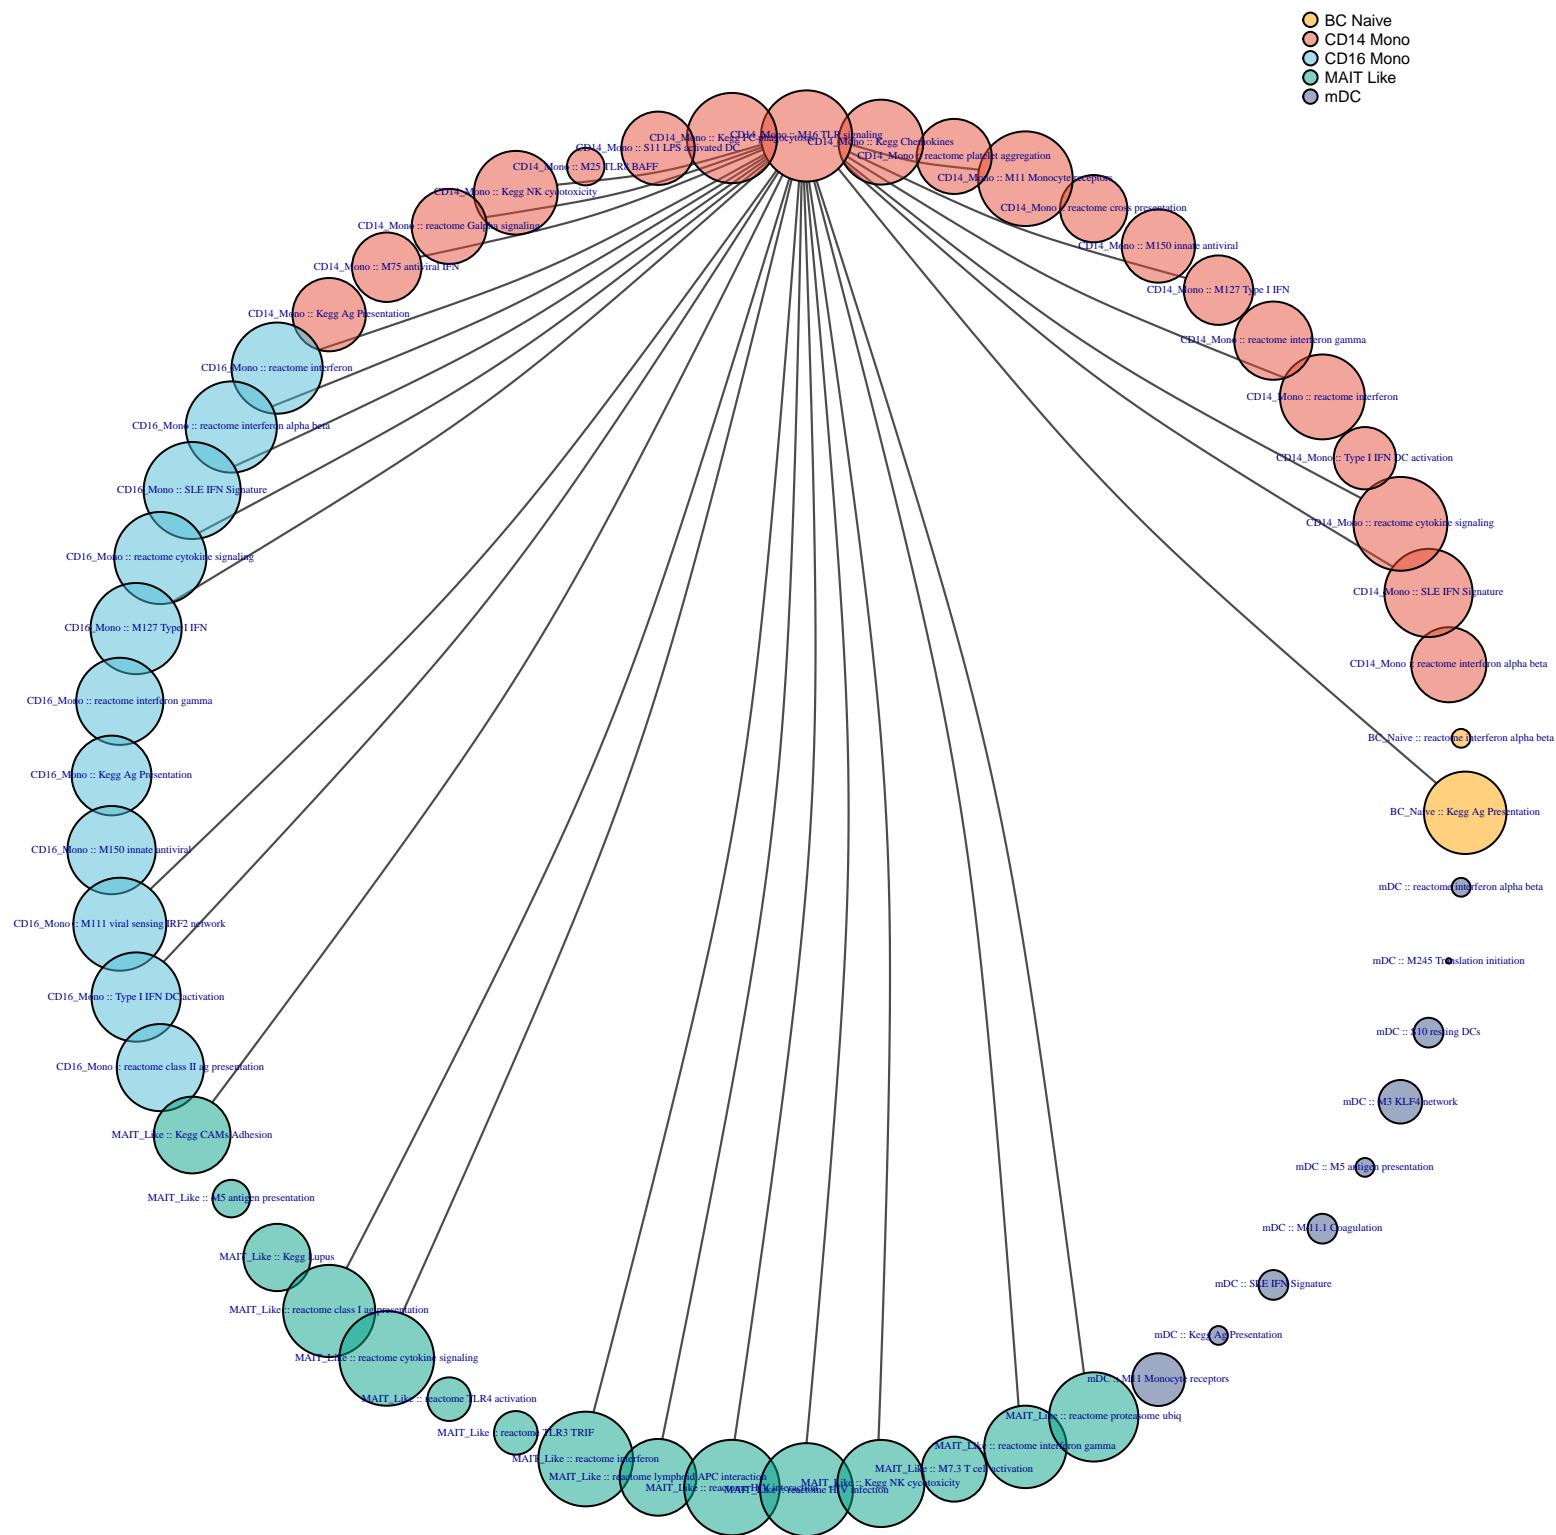 BC Naive
CD14 Mono
CD16 Mono
MAIT Like
mDC
CD14_Mono :: M16 TLR signaling
CD14_Mono :: Kegg FC phagocytosis
CD14_Mono :: Kegg Chemokines
CD14_Mono :: S11 LPS activated DC
CD14_Mono :: reactome platelet aggregation
CD14_Mono :: M25 TLR8 BAFF
CD14_Mono :: M11 Monocyte receptors
CD14_Mono :: Kegg NK cycotoxicity
CD14_Mono :: reactome cross presentation
CD14_Mono :: reactome Galpha signaling
CD14_Mono :: M150 innate antiviral
CD14_Mono :: M75 antiviral IFN
CD14_Mono :: M127 Type I IFN
CD14_Mono :: Kegg Ag Presentation
CD14_Mono :: reactome interferon gamma
CD16_Mono :: reactome interferon
CD14_Mono :: reactome interferon
CD16_Mono :: reactome interferon alpha beta
CD14_Mono :: Type I IFN DC activation
CD16_Mono :: SLE IFN Signature
CD14_Mono :: reactome cytokine signaling
CD16_Mono :: reactome cytokine signaling
CD14_Mono :: SLE IFN Signature
CD16_Mono :: M127 Type I IFN
CD14_Mono :: reactome interferon alpha beta
CD16_Mono :: reactome interferon gamma
BC_Naive :: reactome interferon alpha beta
CD16_Mono :: Kegg Ag Presentation
BC_Naive :: Kegg Ag Presentation
CD16_Mono :: M150 innate antiviral
mDC :: reactome interferon alpha beta
CD16_Mono :: M111 viral sensing IRF2 network
mDC :: M245 Translation initiation
CD16_Mono :: Type I IFN DC activation
mDC :: S10 resting DCs
CD16_Mono :: reactome class II ag presentation
mDC :: M3 KLF4 network
MAIT_Like :: Kegg CAMs Adhesion
mDC :: M5 antigen presentation
MAIT_Like :: M5 antigen presentation
mDC :: M-11.1 Coagulation
MAIT_Like :: Kegg Lupus
mDC :: SLE IFN Signature
MAIT_Like :: reactome class I ag presentation
mDC :: Kegg Ag Presentation
MAIT_Like :: reactome cytokine signaling
mDC :: M11 Monocyte receptors
MAIT_Like :: reactome TLR4 activation
MAIT_Like :: reactome proteasome ubiq
MAIT_Like :: reactome TLR3 TRIF
MAIT_Like :: reactome interferon gamma
MAIT_Like :: reactome interferon
MAIT_Like :: M7.3 T cell activation
MAIT_Like :: reactome lymphoid APC interaction
MAIT_Like :: Kegg NK cycotoxicity
MAIT_Like :: reactome HIV interaction
MAIT_Like :: reactome HIV infection